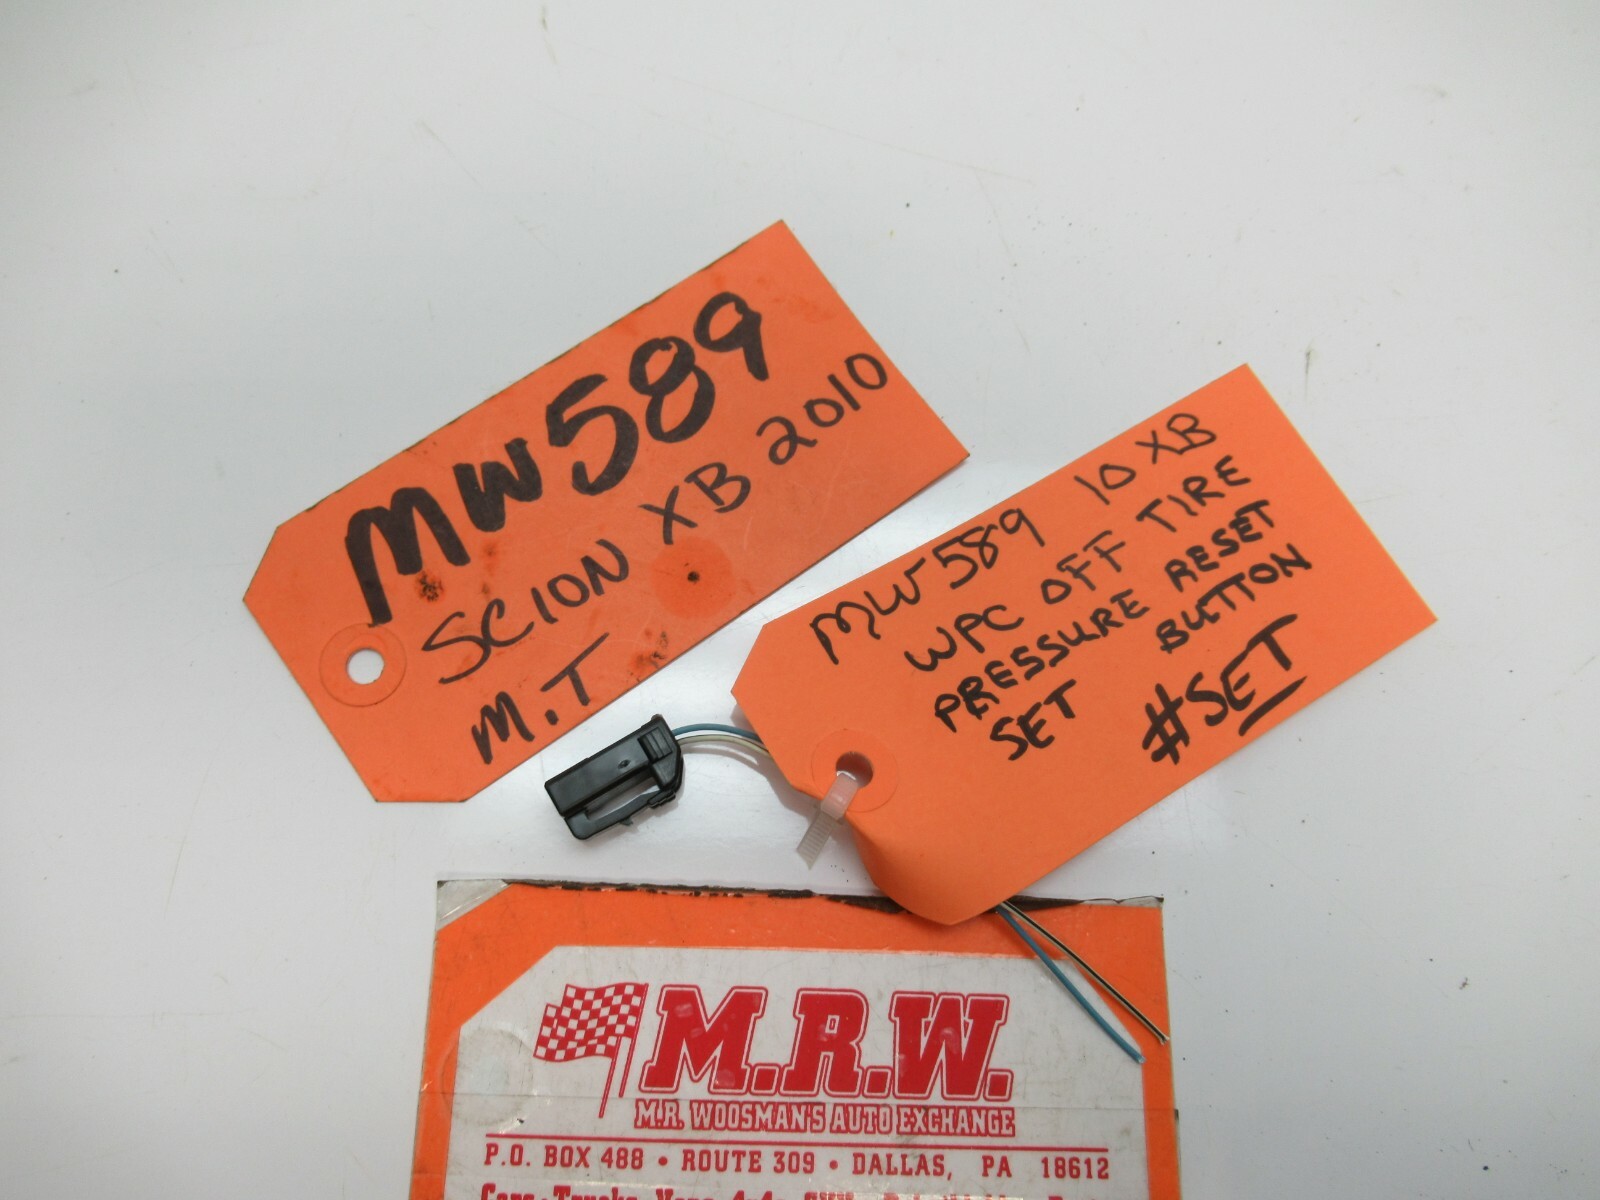 MW589
SCION XB 2010
M.T
MW589 10 XB
WPC OFF TIRE
PRESSURE RESET
SET BUTTON
#SET
M.R.W.
M.R. WOOSMAN'S AUTO EXCHANGE
P.O. BOX 488 • ROUTE 309 • DALLAS, PA 18612